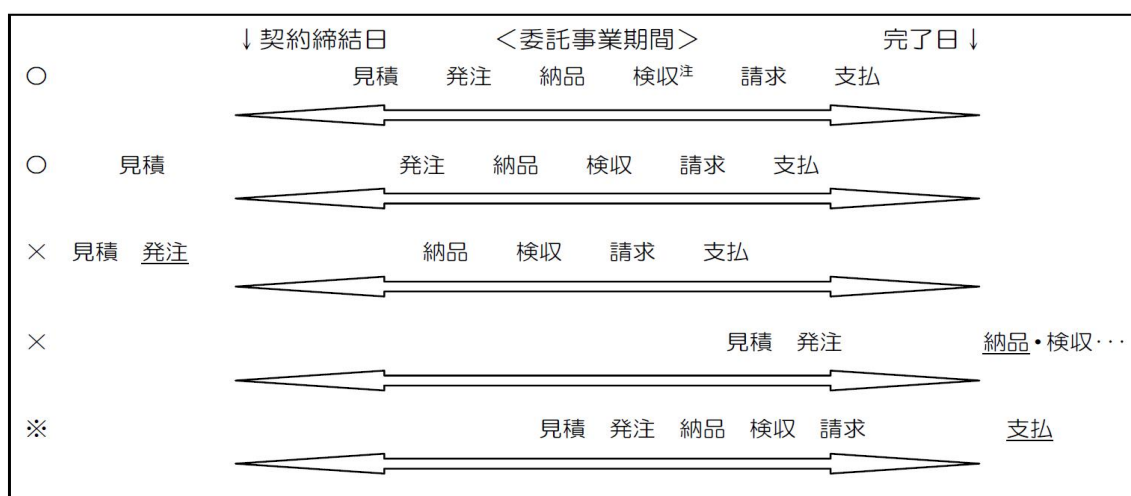 ↓契約締結日 ＜委託事業期間＞ 完了日↓
○ 見積 発注 納品 検収注 請求 支払
○ 見積 発注 納品 検収 請求 支払
× 見積 発注 納品 検収 請求 支払
× 見積 発注 納品・検収･･･
※ 見積 発注 納品 検収 請求 支払